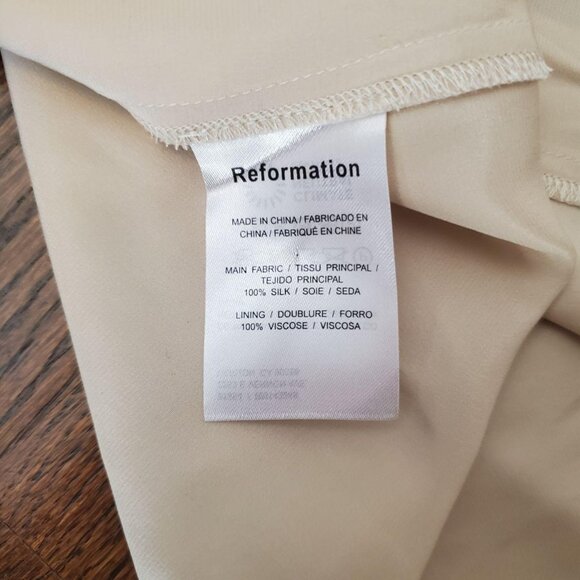 Reformation
MADE IN CHINA / FABRICADO EN
CHINA / FABRIQUÉ EN CHINE
MAIN FABRIC / TISSU PRINCIPAL /
TEJIDO PRINCIPAL
100% SILK / SOIE / SEDA
LINING / DOUBLURE / FORRO
100% VISCOSE / VISCOSA